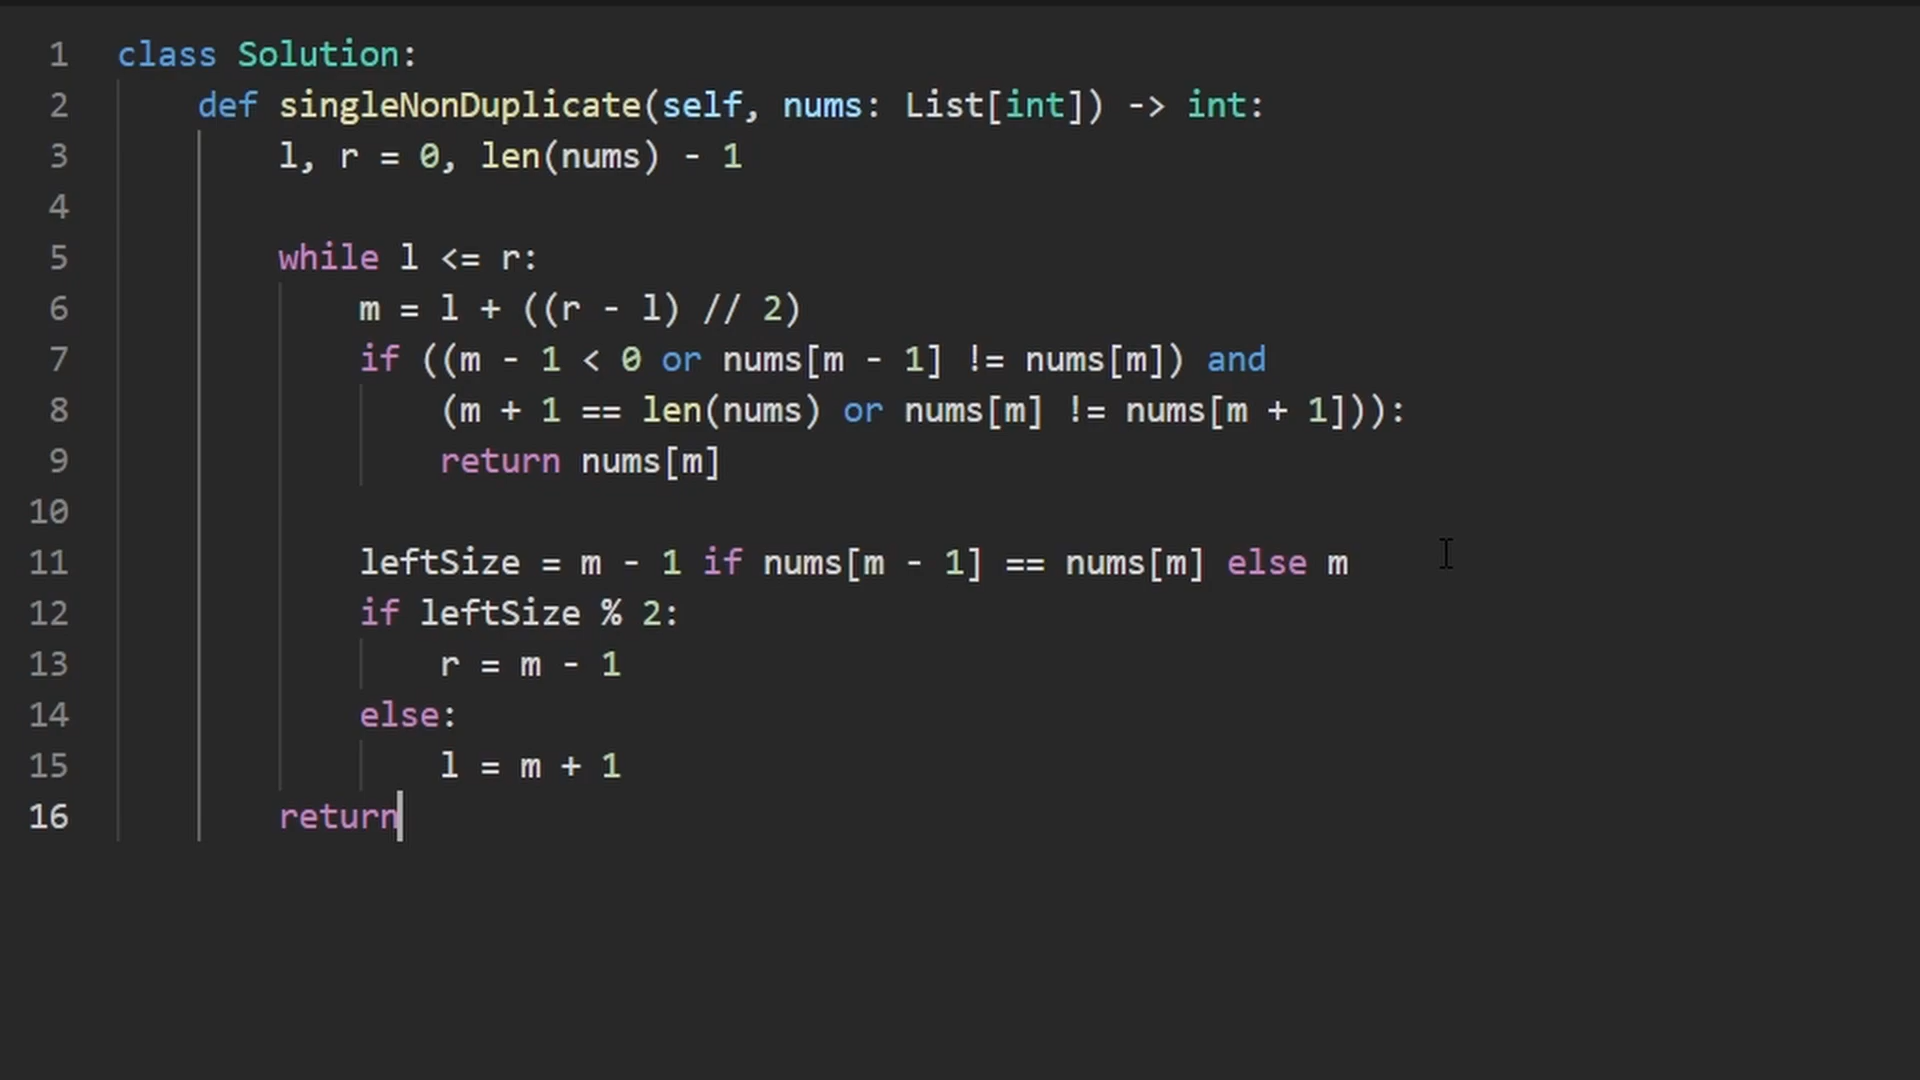 1 class Solution:
2 def singleNonDuplicate(self, nums: List[int]) -> int:
3 l, r = 0, len(nums) - 1
4
5 while l <= r:
6 m = l + ((r - l) // 2)
7 if ((m - 1 < 0 or nums[m - 1] != nums[m]) and
8 (m + 1 == len(nums) or nums[m] != nums[m + 1])):
9 return nums[m]
10
11 leftSize = m - 1 if nums[m - 1] == nums[m] else m
12 if leftSize % 2:
13 r = m - 1
14 else:
15 l = m + 1
16 return